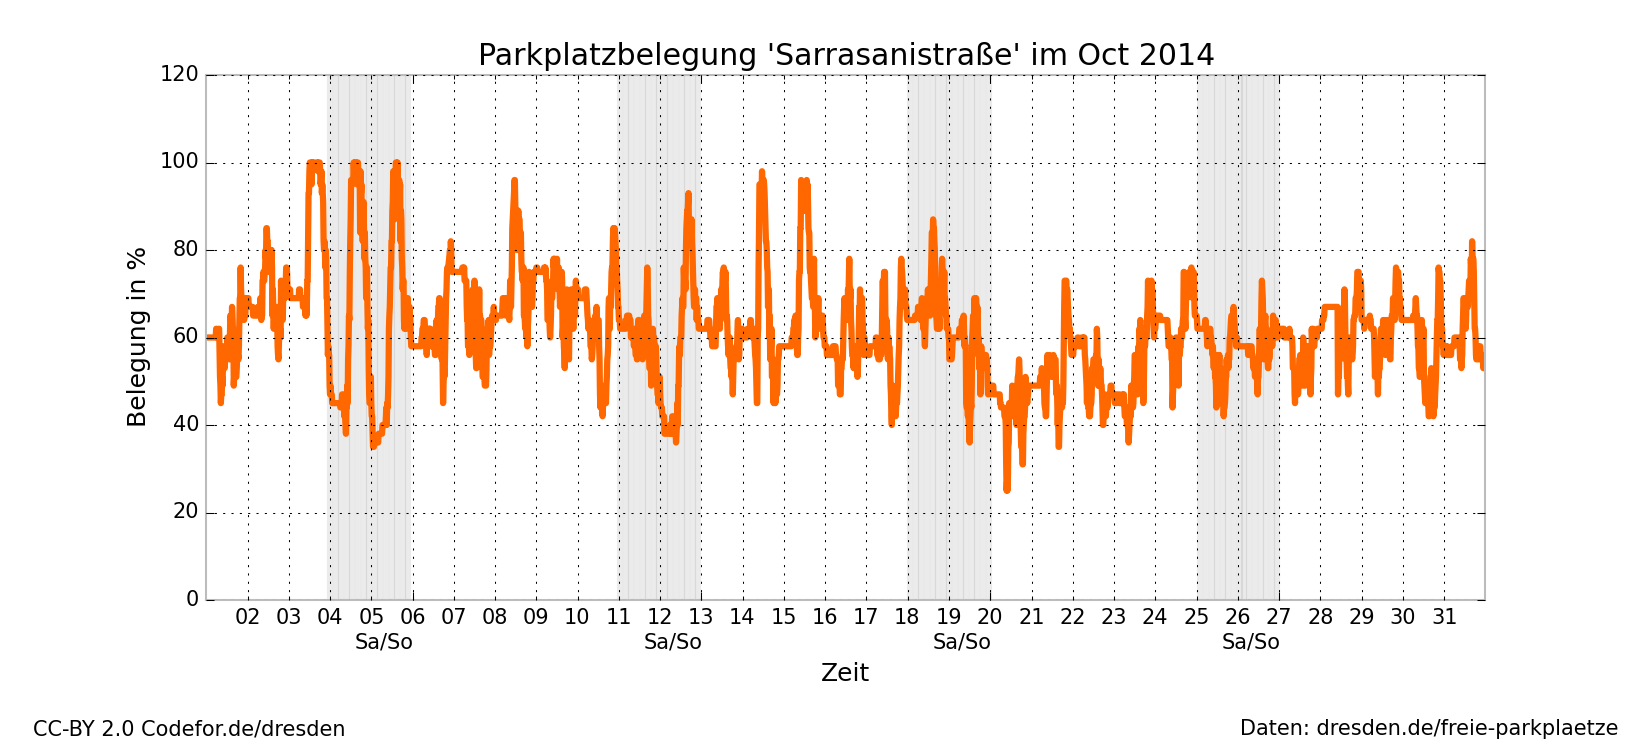 Parkplatzbelegung 'Sarrasanistraße' im Oct 2014
120
100
80
60
40
20
0
Belegung in %
02 03 04 05 06 07 08 09 10 11 12 13 14 15 16 17 18 19 20 21 22 23 24 25 26 27 28 29 30 31
Sa/So Sa/So Sa/So Sa/So
Zeit
CC-BY 2.0 Codefor.de/dresden
Daten: dresden.de/freie-parkplaetze